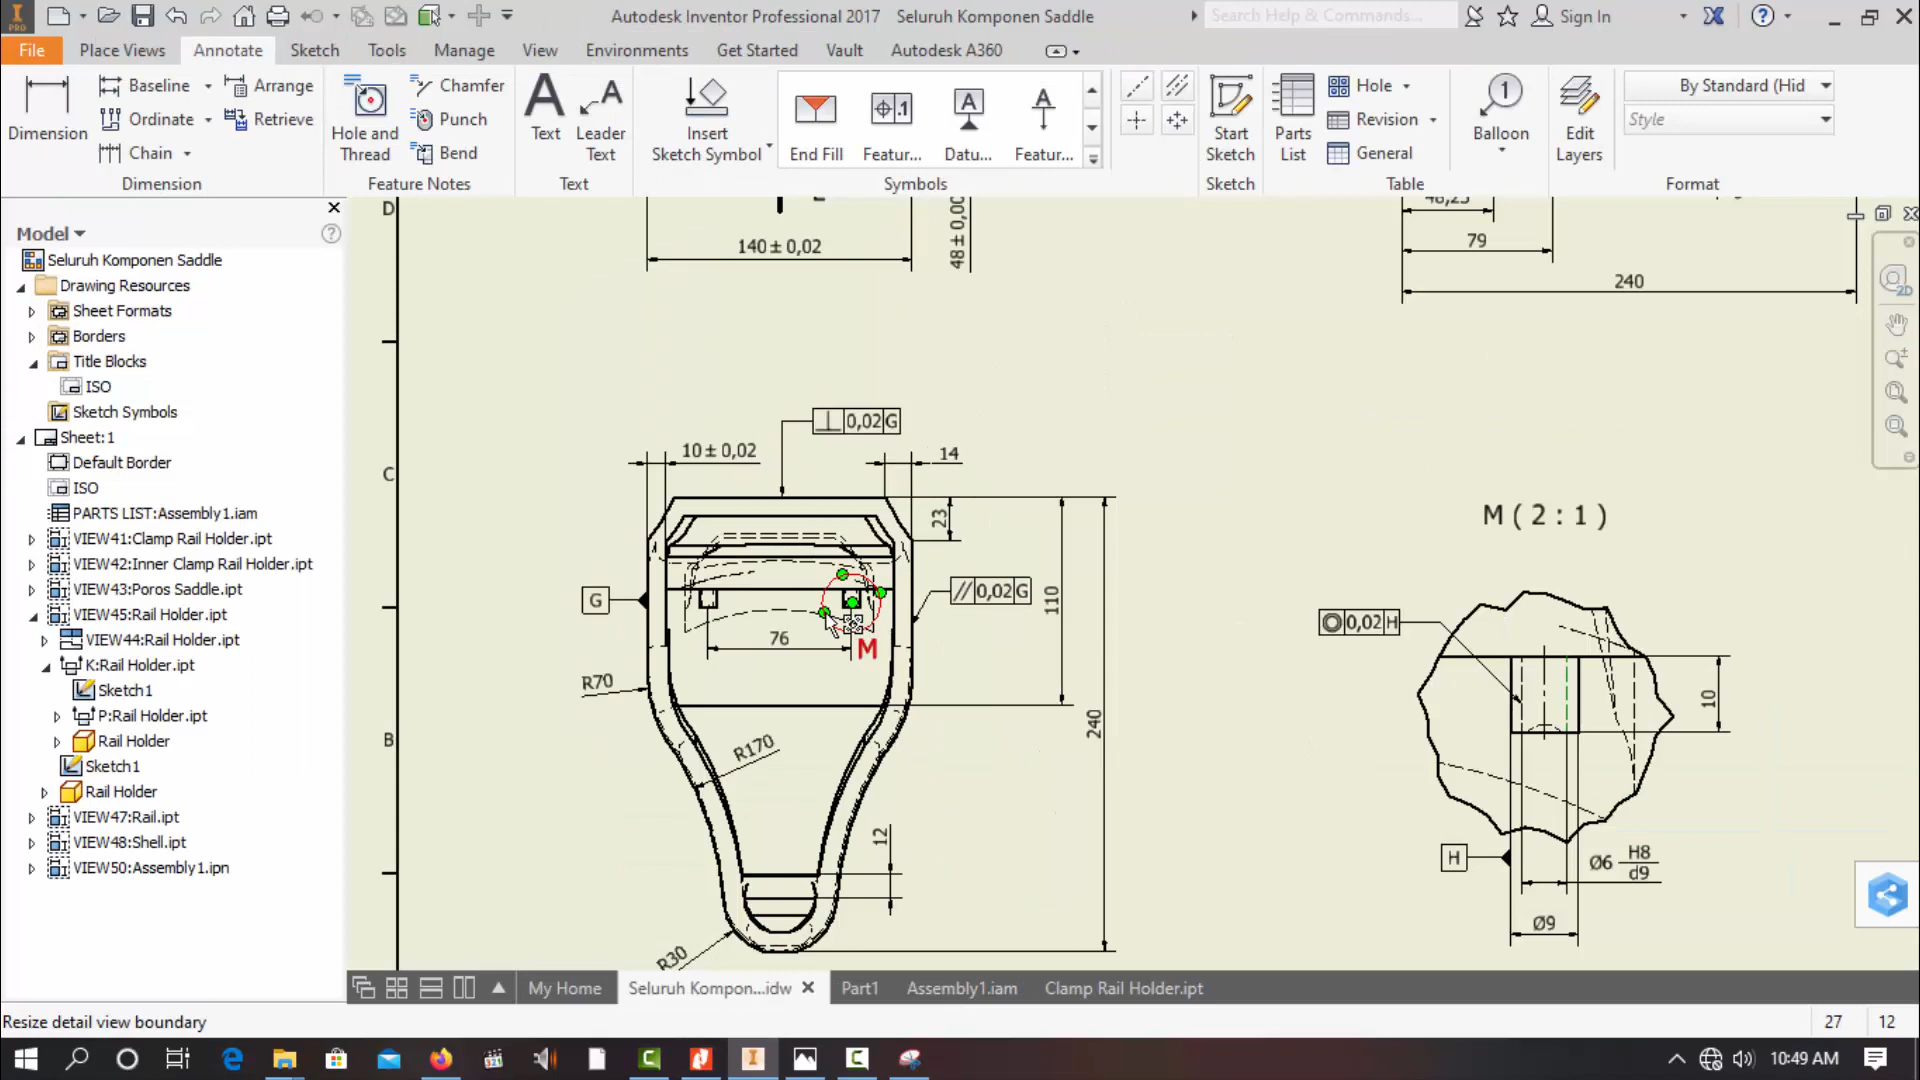 Autodesk Inventor Professional 2017 Seluruh Komponen Saddle
Search Help & Commands...
Sign In
File Place Views Annotate Sketch Tools Manage View Environments Get Started Vault Autodesk A360
Dimension
Baseline
Ordinate
Chain
Arrange
Retrieve
Dimension
Hole and
Thread
Chamfer
Punch
Bend
Feature Notes
Text
Leader
Text
Text
Insert
Sketch Symbol
End Fill
Featur...
Datu...
Featur...
Symbols
Start
Sketch
Sketch
Parts
List
Hole
Revision
General
Table
Balloon
Edit
Layers
By Standard (Hid
Style
Format
Model
Seluruh Komponen Saddle
Drawing Resources
Sheet Formats
Borders
Title Blocks
ISO
Sketch Symbols
Sheet:1
Default Border
ISO
PARTS LIST:Assembly1.iam
VIEW41:Clamp Rail Holder.ipt
VIEW42:Inner Clamp Rail Holder.ipt
VIEW43:Poros Saddle.ipt
VIEW45:Rail Holder.ipt
VIEW44:Rail Holder.ipt
K:Rail Holder.ipt
Sketch1
P:Rail Holder.ipt
Rail Holder
Sketch1
Rail Holder
VIEW47:Rail.ipt
VIEW48:Shell.ipt
VIEW50:Assembly1.ipn
D
C
B
140 ± 0,02
79
240
0,02 G
10 ± 0,02
14
23
G
// 0,02 G
110
76
M
R70
240
R170
12
R30
M ( 2 : 1 )
0,02 H
10
H
Ø6 H8
d9
Ø9
My Home Seluruh Kompon...idw Part1 Assembly1.iam Clamp Rail Holder.ipt
Resize detail view boundary
27 12
10:49 AM